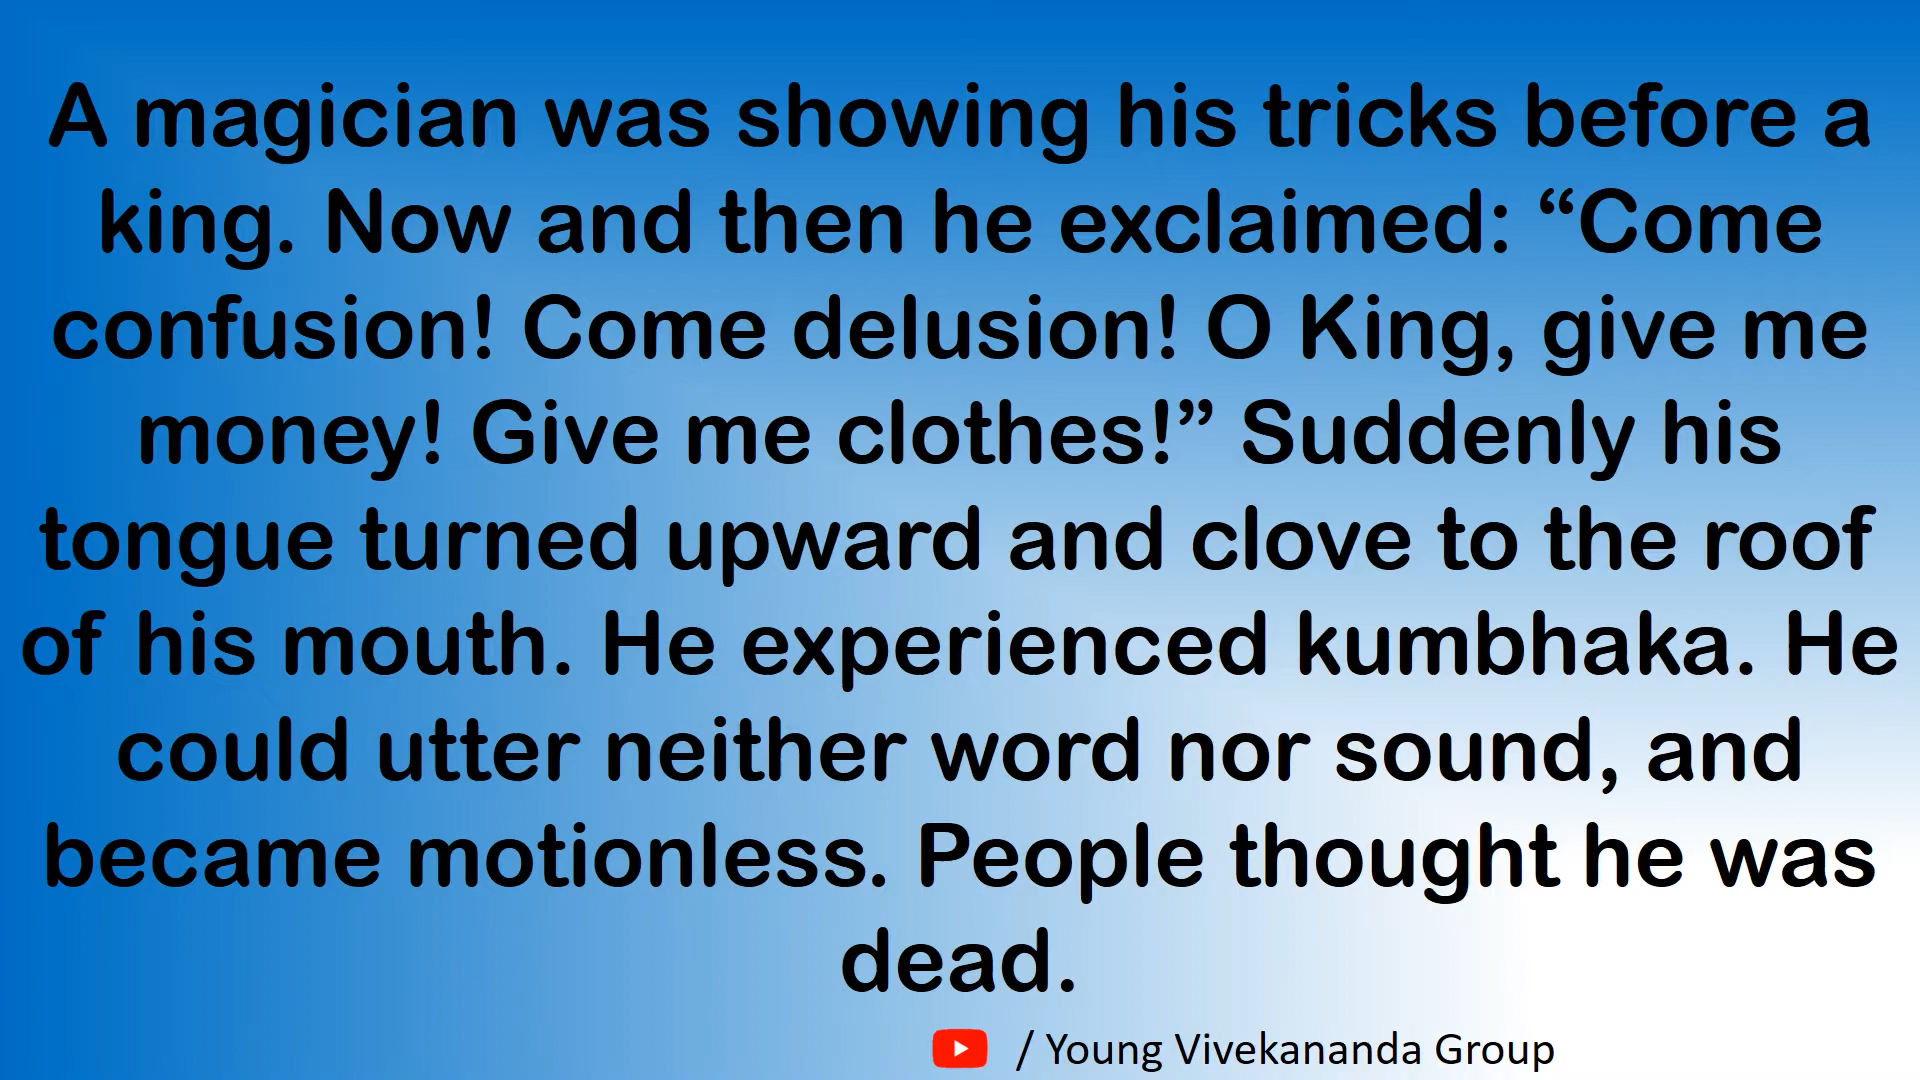 A magician was showing his tricks before a
king. Now and then he exclaimed: “Come
confusion! Come delusion! O King, give me
money! Give me clothes!” Suddenly his
tongue turned upward and clove to the roof
of his mouth. He experienced kumbhaka. He
could utter neither word nor sound, and
became motionless. People thought he was
dead.
/ Young Vivekananda Group